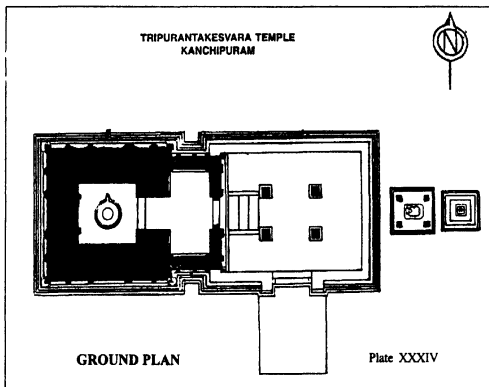 TRIPURANTAKESVARA TEMPLE
KANCHIPURAM
N
GROUND PLAN
Plate XXXIV